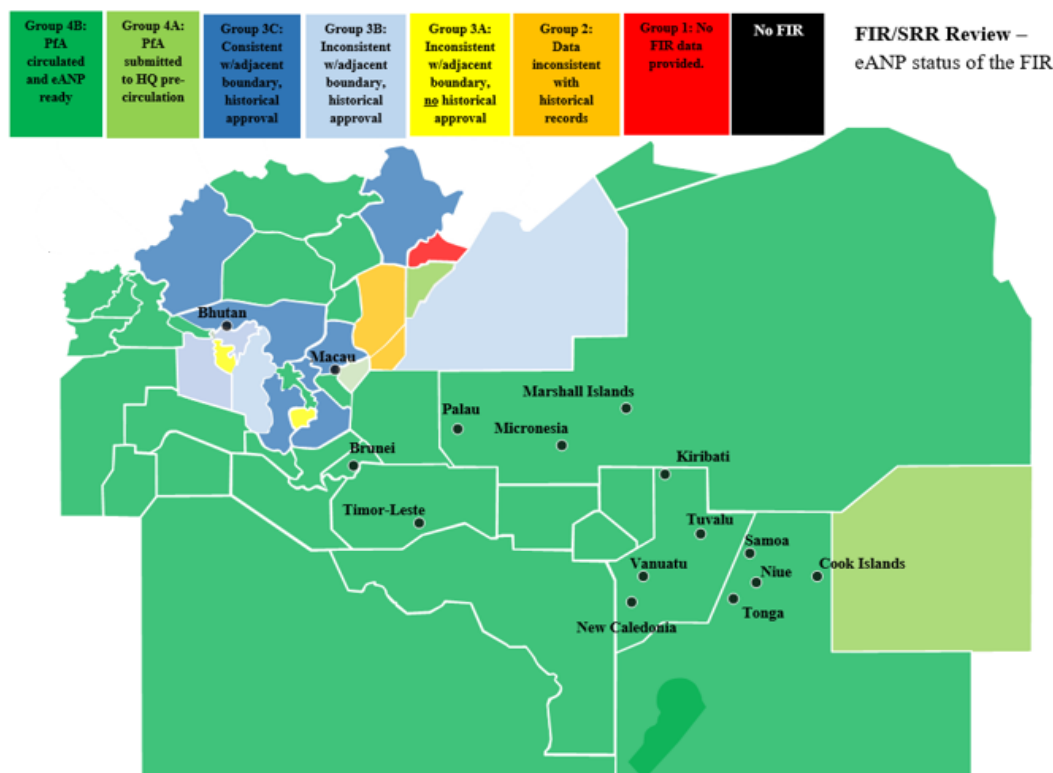 Group 4B:
PfA
circulated
and eANP
ready
Group 4A:
PfA
submitted
to HQ pre-
circulation
Group 3C:
Consistent
w/adjacent
boundary,
historical
approval
Group 3B:
Inconsistent
w/adjacent
boundary,
historical
approval
Group 3A:
Inconsistent
w/adjacent
boundary,
no historical
approval
Group 2:
Data
inconsistent
with
historical
records
Group 1: No
FIR data
provided.
No FIR
FIR/SRR Review –
eANP status of the FIR
Bhutan
Macau
Marshall Islands
Palau
Micronesia
Brunei
Kiribati
Timor-Leste
Tuvalu
Samoa
Vanuatu
Niue
Cook Islands
New Caledonia
Tonga